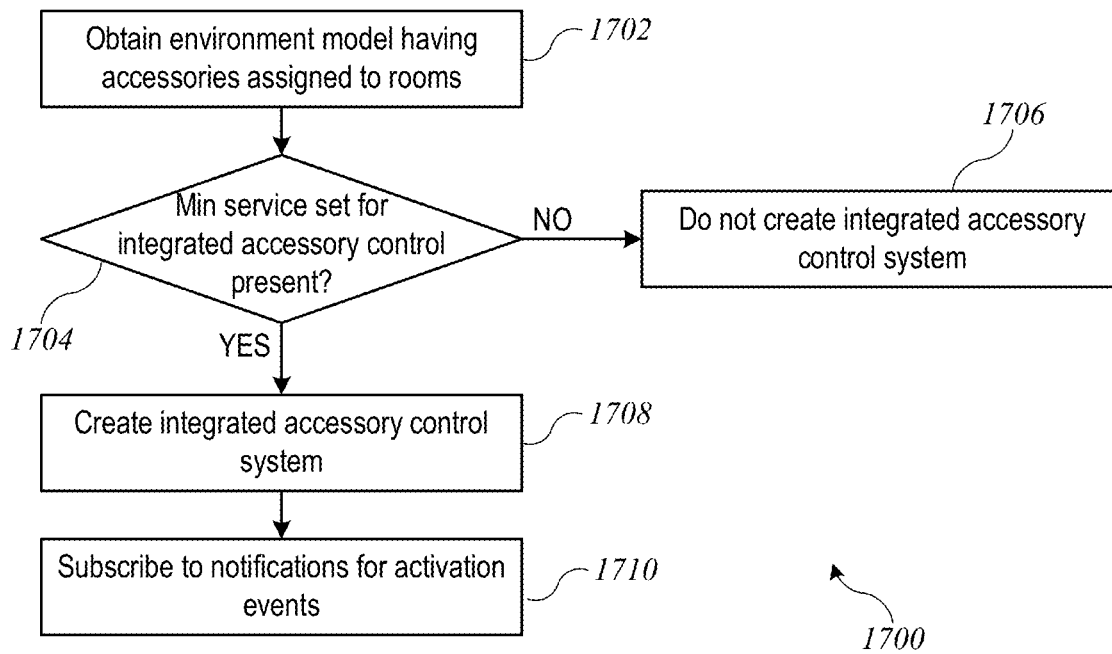 Obtain environment model having
accessories assigned to rooms
1702
1706
Min service set for
integrated accessory control
present?
NO
Do not create integrated accessory
control system
1704
YES
Create integrated accessory control
system
1708
Subscribe to notifications for activation
events
1710
1700